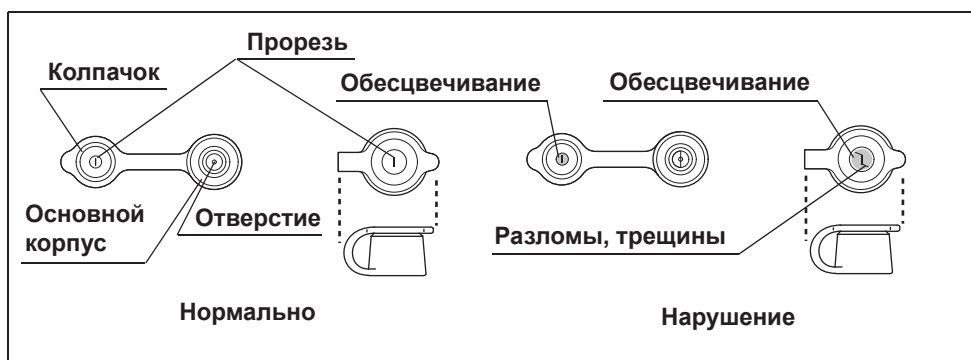 Прорезь
Колпачок
Обесцвечивание
Обесцвечивание
Основной
корпус
Отверстие
Разломы, трещины
Нормально
Нарушение